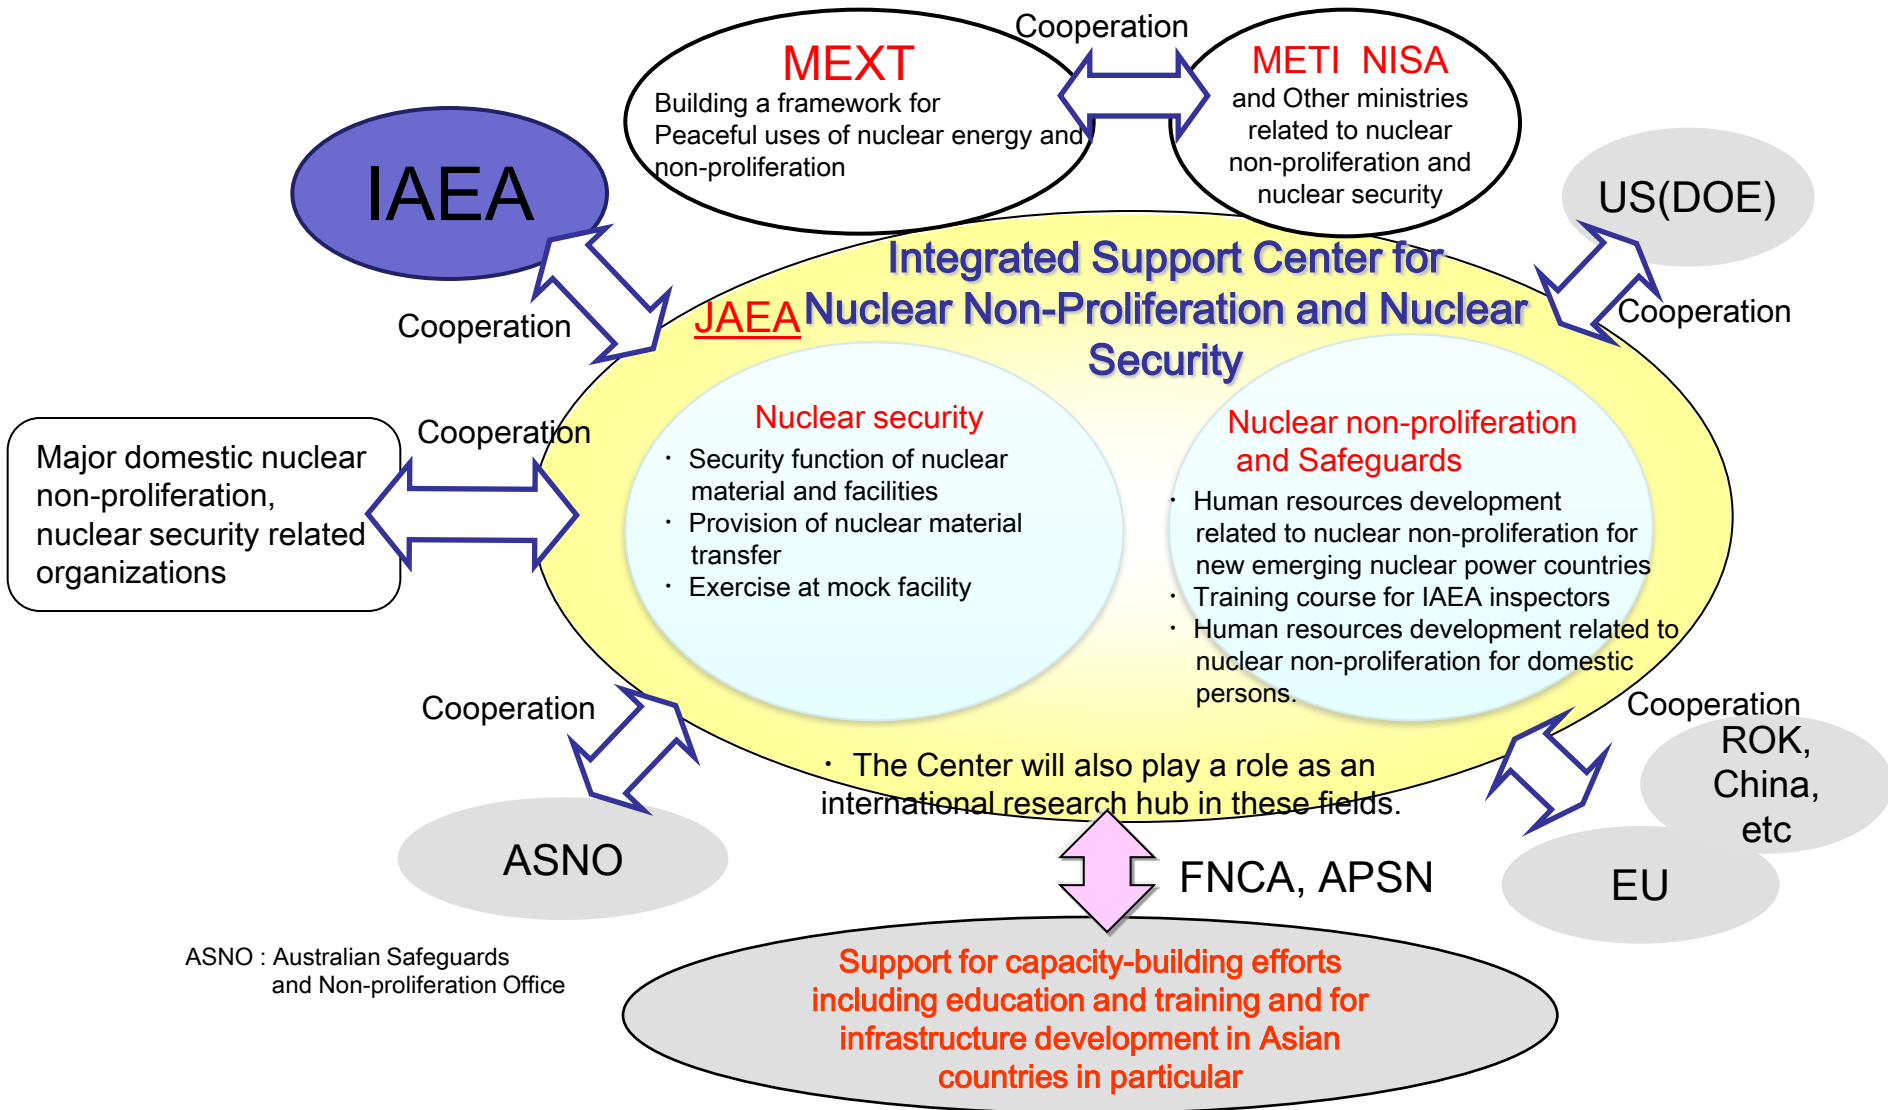 Cooperation
MEXT
Building a framework for
Peaceful uses of nuclear energy and
non-proliferation
METI  NISA
and Other ministries
related to nuclear
non-proliferation and
nuclear security
IAEA
US(DOE)
Cooperation
Cooperation
JAEA
Integrated Support Center for
Nuclear Non-Proliferation and Nuclear
Security
Cooperation
Major domestic nuclear
non-proliferation,
nuclear security related
organizations
Nuclear security
・ Security function of nuclear
material and facilities
・ Provision of nuclear material
transfer
・ Exercise at mock facility
Nuclear non-proliferation
and Safeguards
・ Human resources development
related to nuclear non-proliferation for
new emerging nuclear power countries
・ Training course for IAEA inspectors
・ Human resources development related to
nuclear non-proliferation for domestic
persons.
Cooperation
Cooperation
ROK,
China,
etc
・ The Center will also play a role as an
international research hub in these fields.
ASNO
FNCA, APSN
EU
ASNO : Australian Safeguards
and Non-proliferation Office
Support for capacity-building efforts
including education and training and for
infrastructure development in Asian
countries in particular